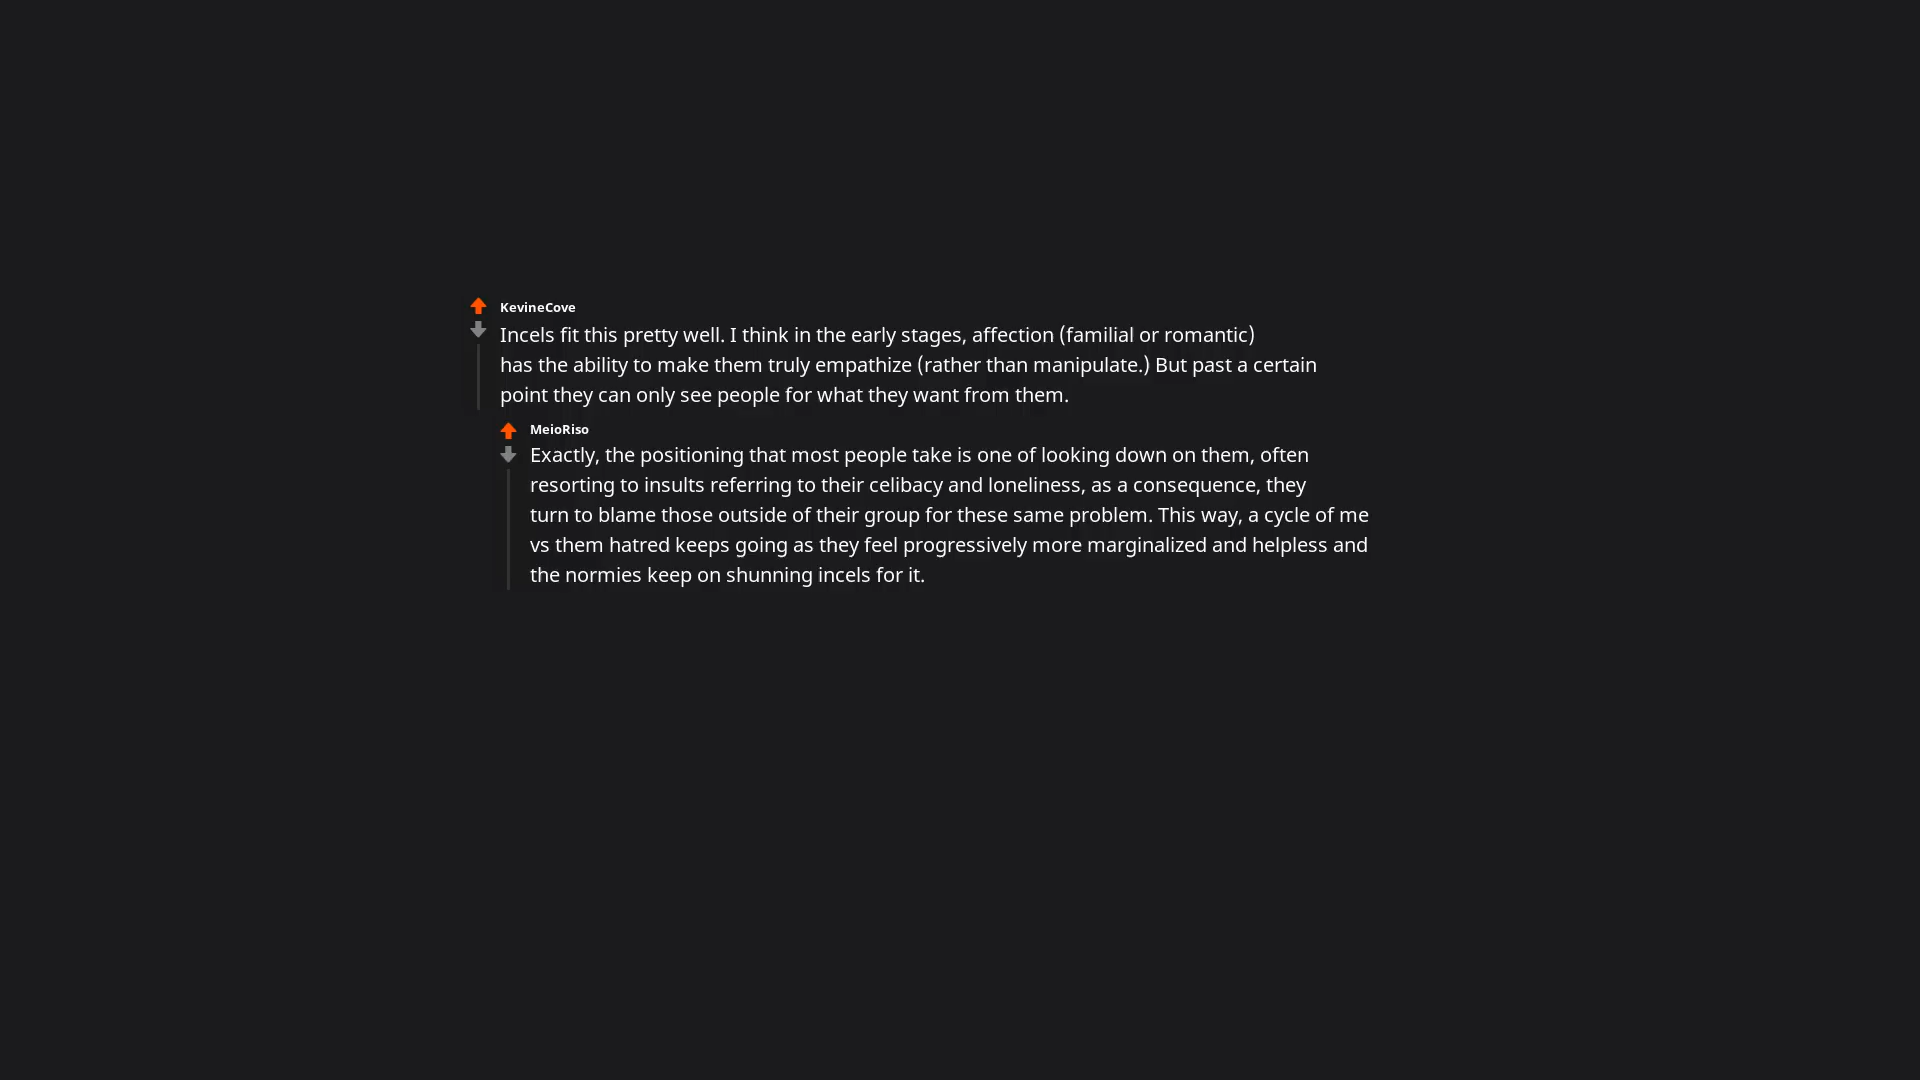 KevineCove
Incels fit this pretty well. I think in the early stages, affection (familial or romantic)
has the ability to make them truly empathize (rather than manipulate.) But past a certain
point they can only see people for what they want from them.
MeioRiso
Exactly, the positioning that most people take is one of looking down on them, often
resorting to insults referring to their celibacy and loneliness, as a consequence, they
turn to blame those outside of their group for these same problem. This way, a cycle of me
vs them hatred keeps going as they feel progressively more marginalized and helpless and
the normies keep on shunning incels for it.